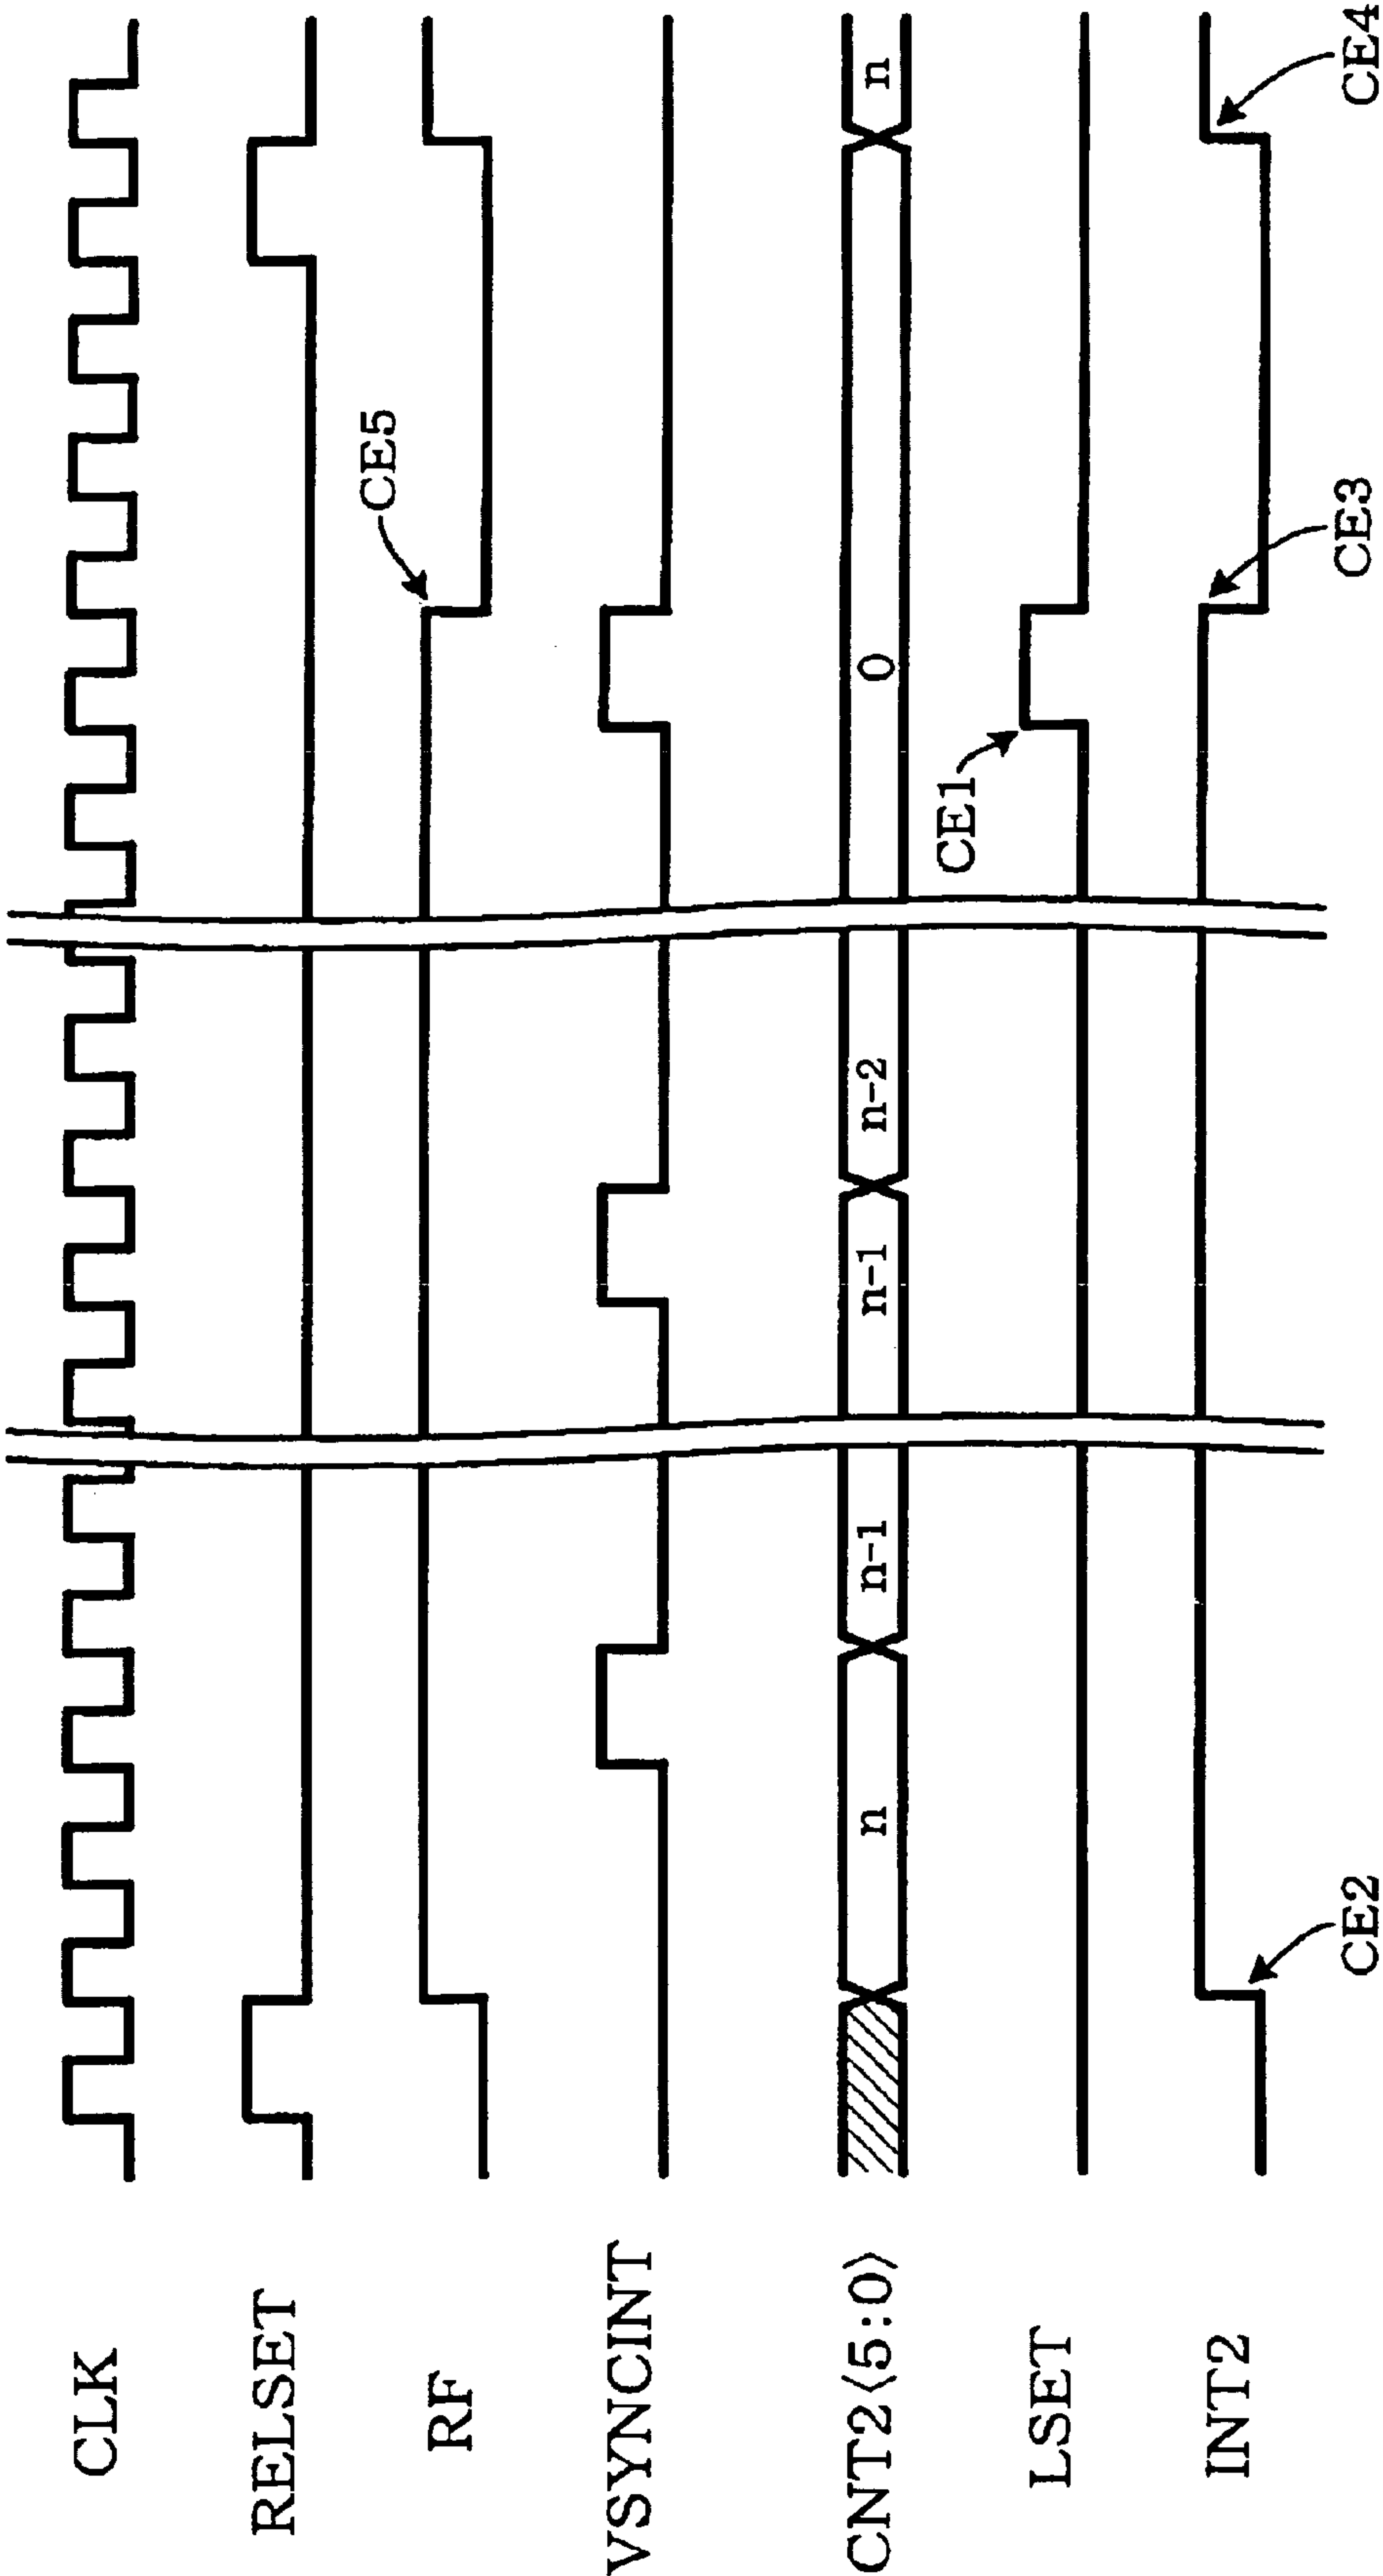 CLK
RELSET
RF
CE5
VSYNCINT
CNT2⟨5:0⟩
n
n-1
n-1
n-2
0
n
LSET
CE1
INT2
CE2
CE3
CE4